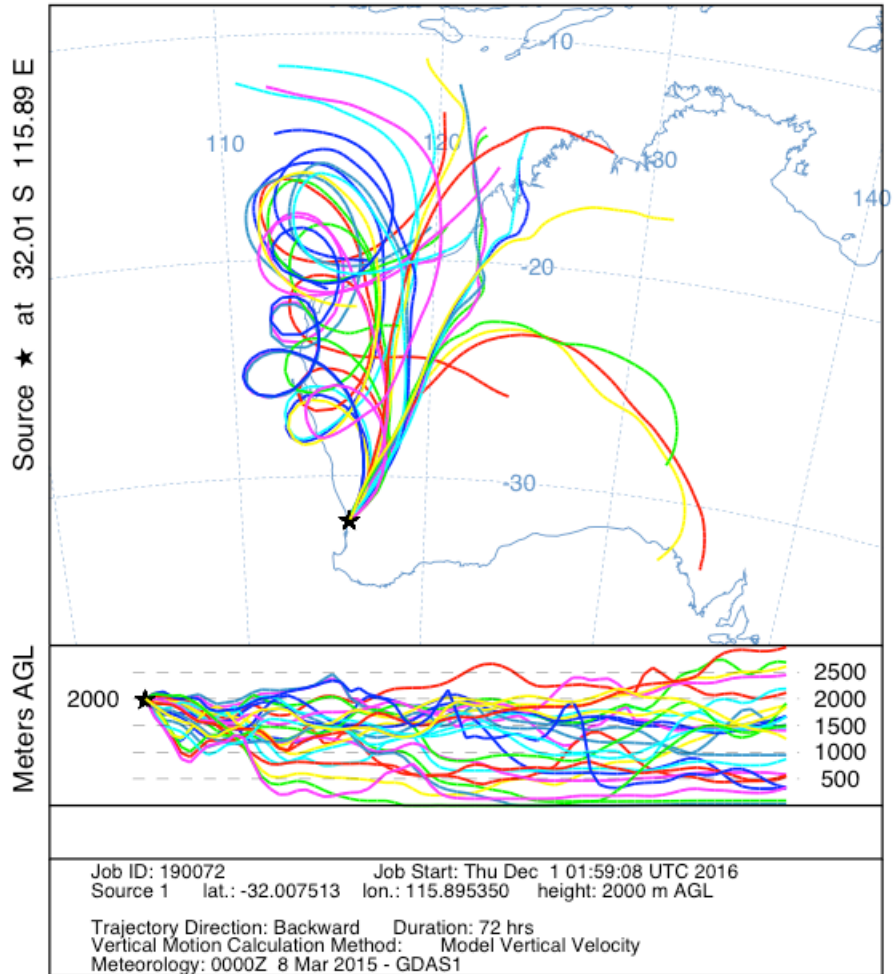 Source ★ at 32.01 S 115.89 E
-10
110
120
-30
140
-20
-30
Meters AGL
2500
2000
2000
1500
1000
500
Job ID: 190072 Job Start: Thu Dec 1 01:59:08 UTC 2016
Source 1 lat.: -32.007513 lon.: 115.895350 height: 2000 m AGL
Trajectory Direction: Backward Duration: 72 hrs
Vertical Motion Calculation Method: Model Vertical Velocity
Meteorology: 0000Z 8 Mar 2015 - GDAS1